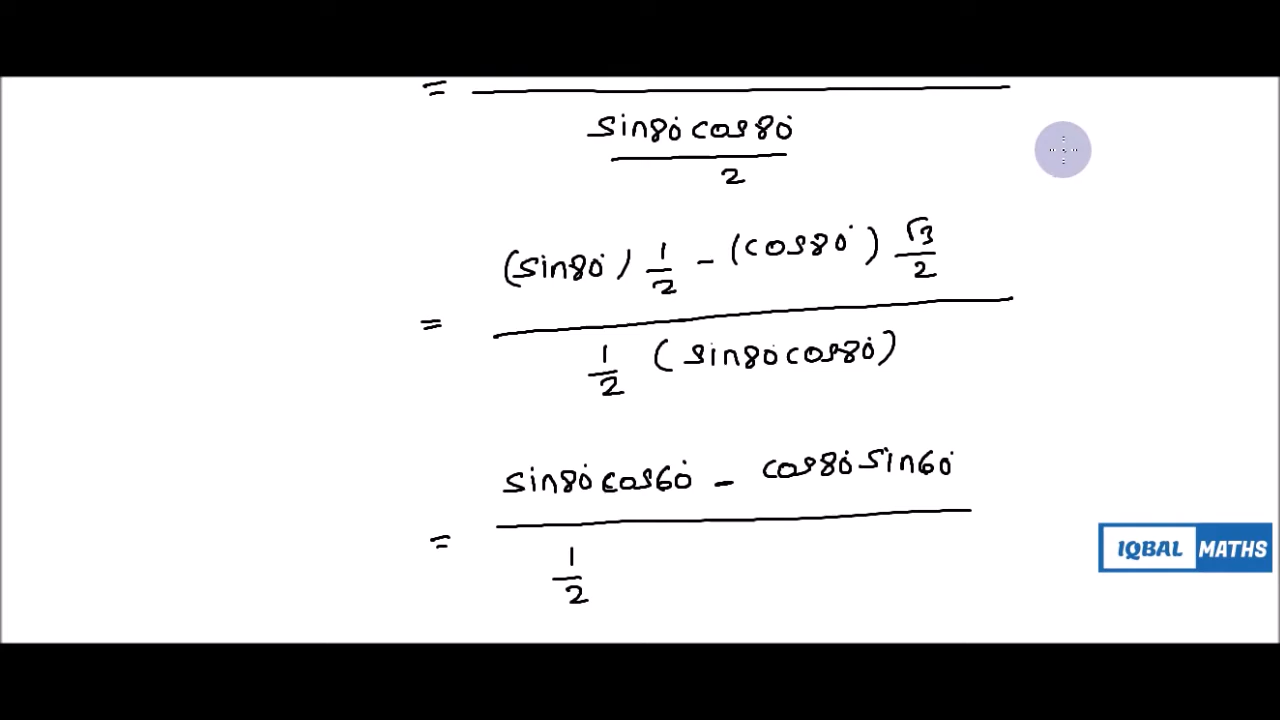 =
sin80° cos80°
2
= (sin80°) 1/2 - (cos80°) √3/2
1/2 (sin80° cos80°)
= sin80° cos60° - cos80° sin60°
1/2
IQBAL MATHS